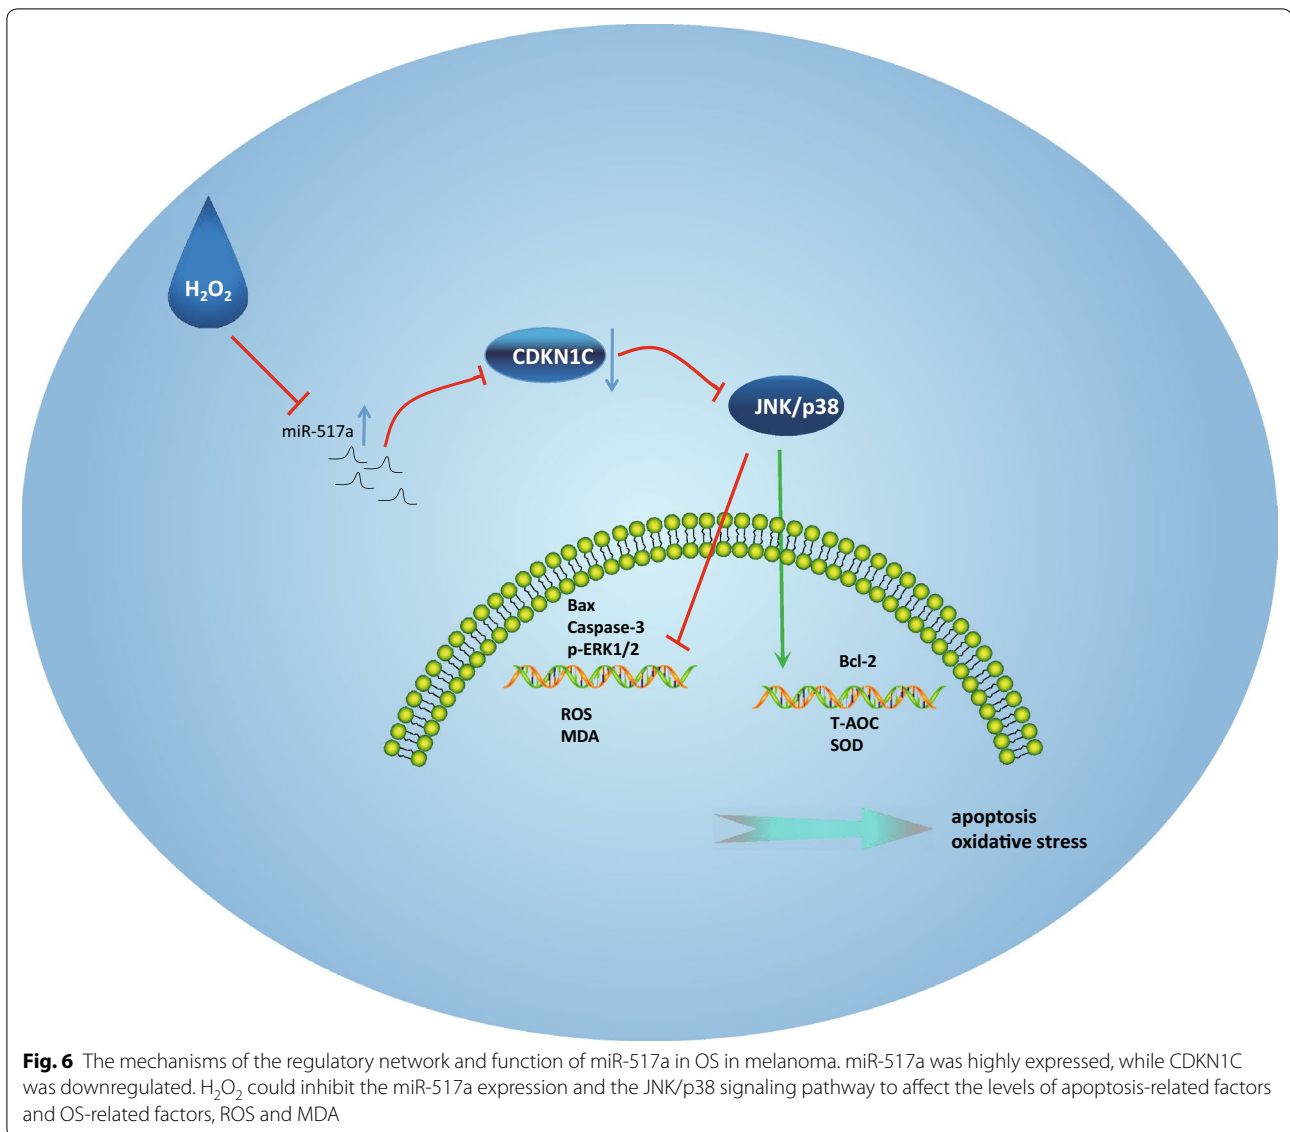 H₂O₂
CDKN1C
JNK/p38
miR-517a
Bax
Caspase-3
p-ERK1/2
Bcl-2
ROS
MDA
T-AOC
SOD
apoptosis
oxidative stress
Fig. 6 The mechanisms of the regulatory network and function of miR-517a in OS in melanoma. miR-517a was highly expressed, while CDKN1C
was downregulated. H₂O₂ could inhibit the miR-517a expression and the JNK/p38 signaling pathway to affect the levels of apoptosis-related factors
and OS-related factors, ROS and MDA